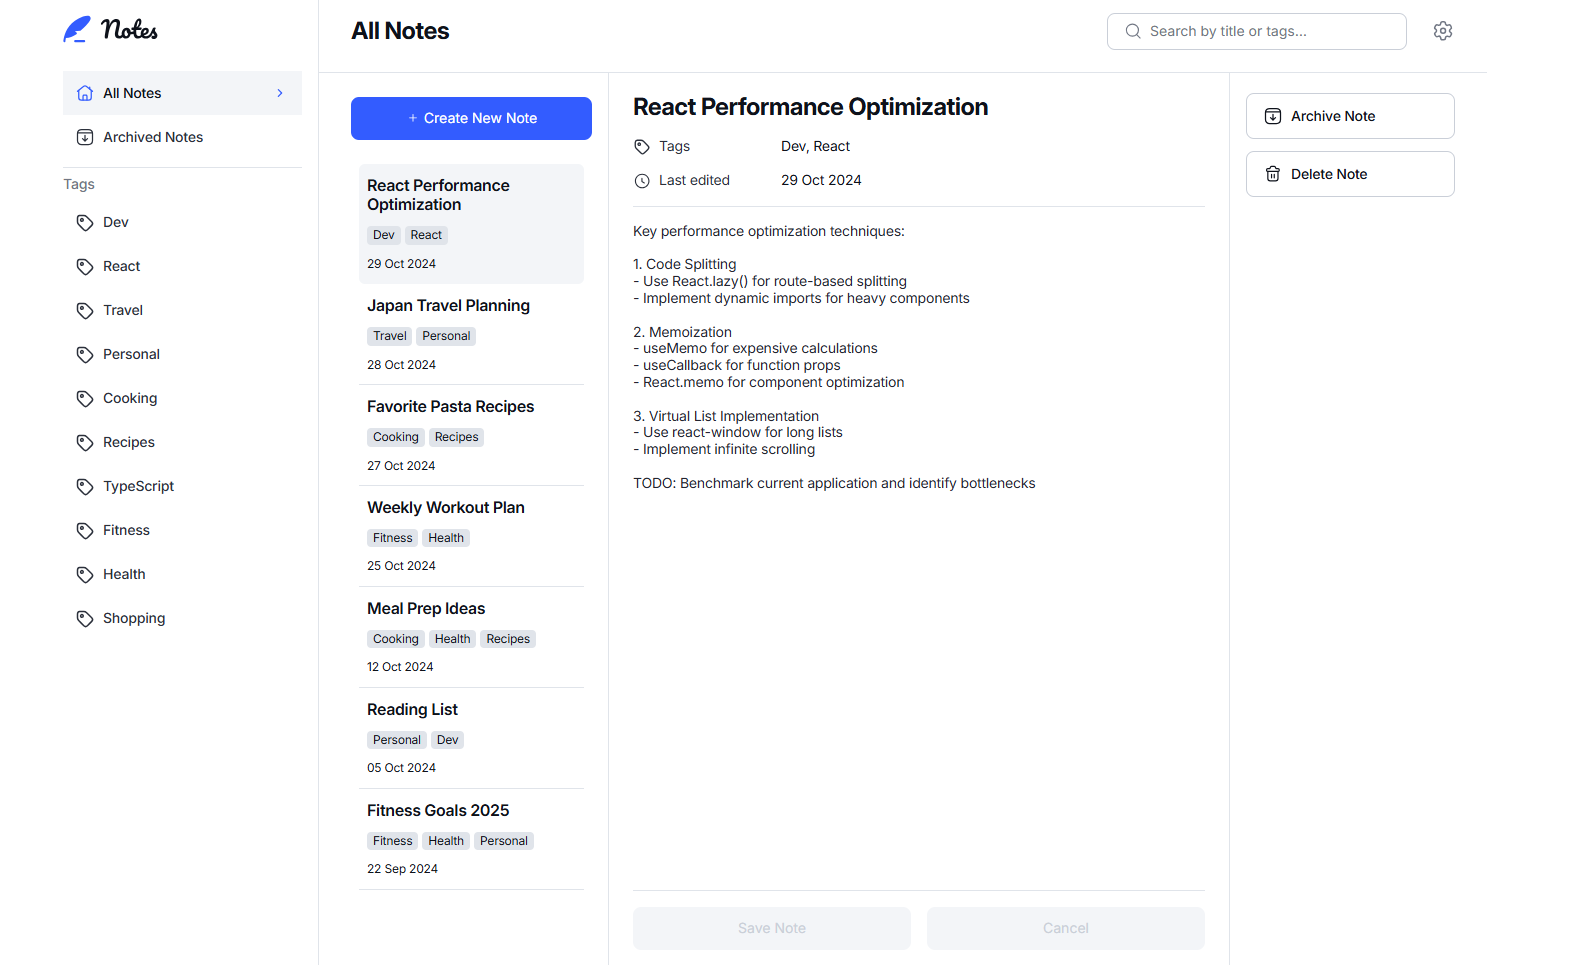 Notes
All Notes
Archived Notes
Tags
Dev
React
Travel
Personal
Cooking
Recipes
TypeScript
Fitness
Health
Shopping
All Notes
Search by title or tags...
+ Create New Note
React Performance
Optimization
Dev React
29 Oct 2024
Japan Travel Planning
Travel Personal
28 Oct 2024
Favorite Pasta Recipes
Cooking Recipes
27 Oct 2024
Weekly Workout Plan
Fitness Health
25 Oct 2024
Meal Prep Ideas
Cooking Health Recipes
12 Oct 2024
Reading List
Personal Dev
05 Oct 2024
Fitness Goals 2025
Fitness Health Personal
22 Sep 2024
React Performance Optimization
Tags Dev, React
Last edited 29 Oct 2024
Key performance optimization techniques:
1. Code Splitting
- Use React.lazy() for route-based splitting
- Implement dynamic imports for heavy components
2. Memoization
- useMemo for expensive calculations
- useCallback for function props
- React.memo for component optimization
3. Virtual List Implementation
- Use react-window for long lists
- Implement infinite scrolling
TODO: Benchmark current application and identify bottlenecks
Save Note Cancel
Archive Note
Delete Note